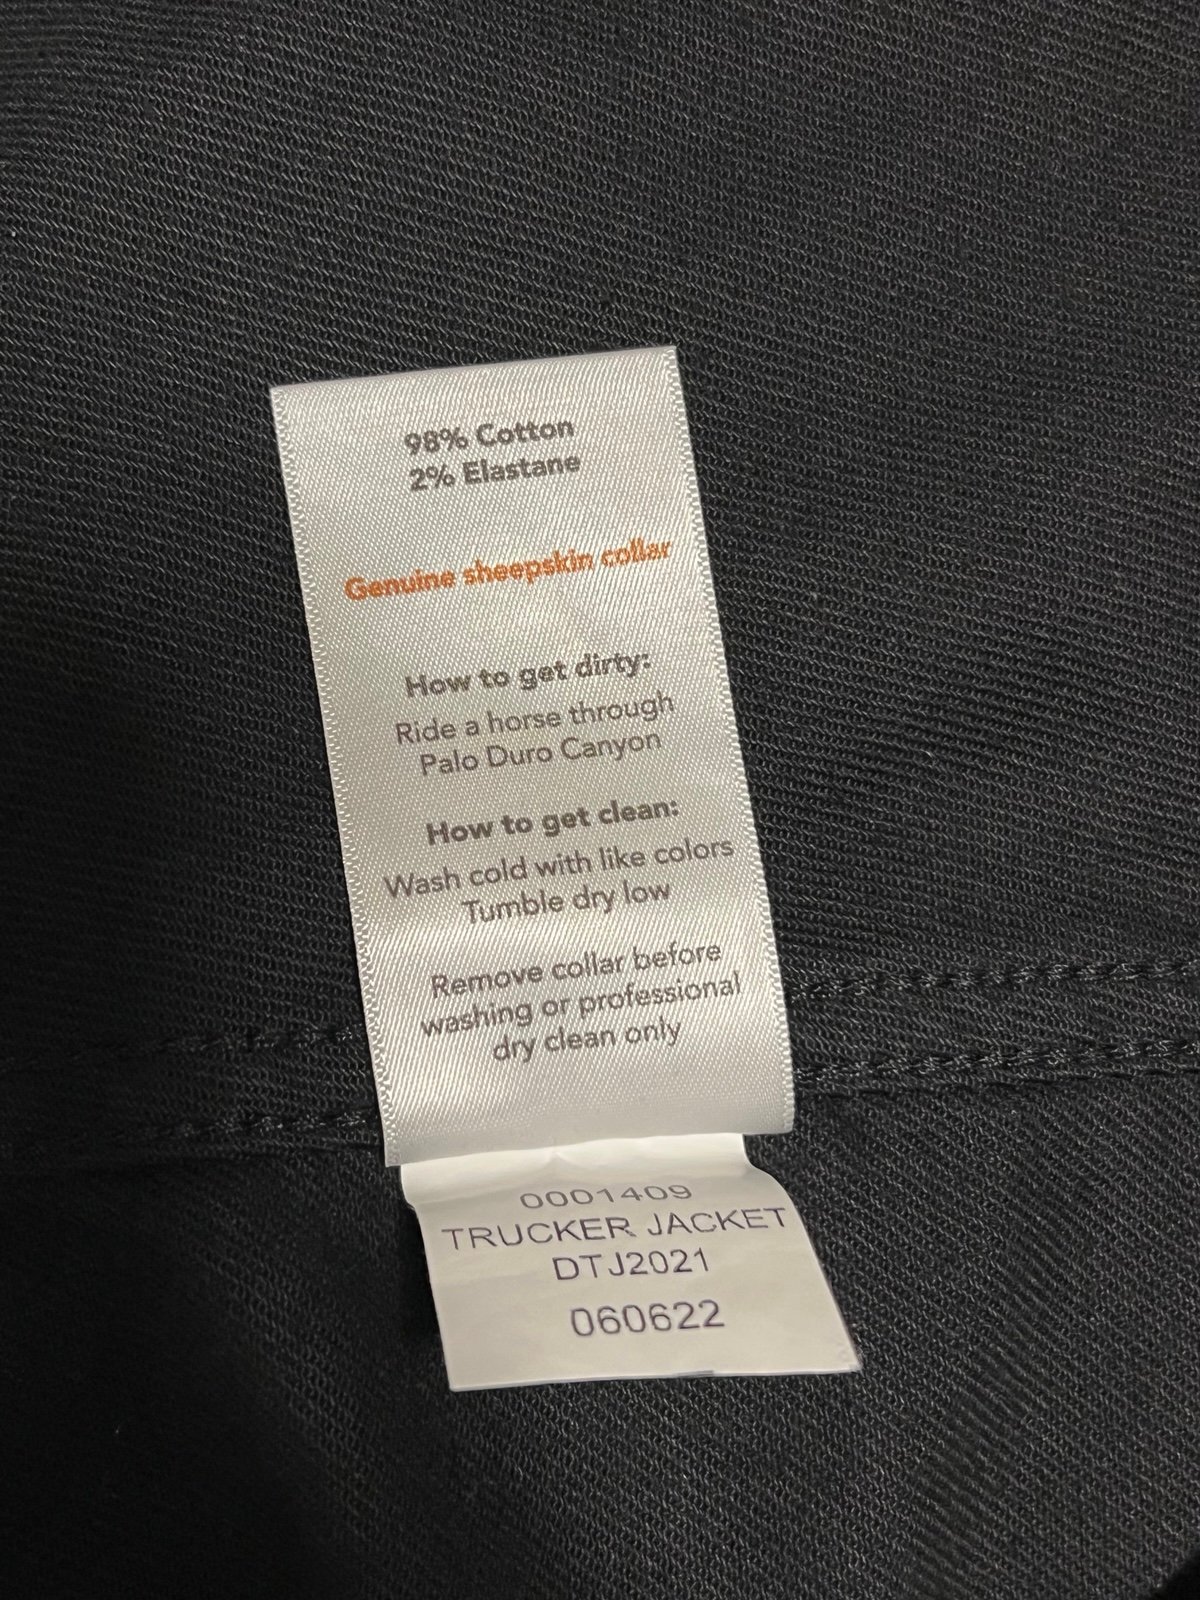 98% Cotton
2% Elastane
Genuine sheepskin collar
How to get dirty:
Ride a horse through
Palo Duro Canyon
How to get clean:
Wash cold with like colors
Tumble dry low
Remove collar before
washing or professional
dry clean only
0001409
TRUCKER JACKET
DTJ2021
060622